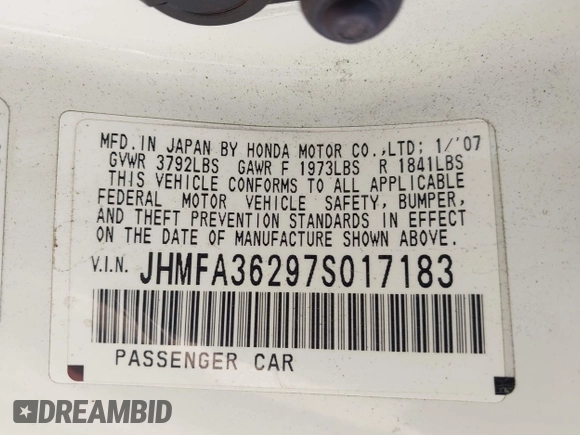 MFD. IN JAPAN BY HONDA MOTOR CO.,LTD; 1/'07
GVWR 3792LBS GAWR F 1973LBS R 1841LBS
THIS VEHICLE CONFORMS TO ALL APPLICABLE
FEDERAL MOTOR VEHICLE SAFETY, BUMPER,
AND THEFT PREVENTION STANDARDS IN EFFECT
ON THE DATE OF MANUFACTURE SHOWN ABOVE.
V.I.N. JHMFA36297S017183
PASSENGER CAR
DREAMBID